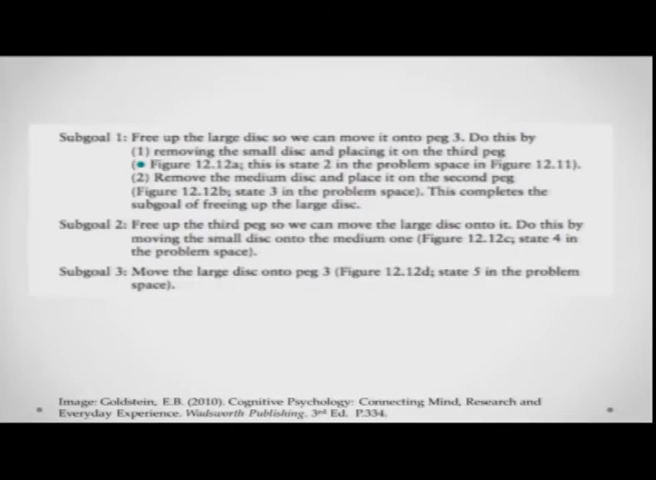 Subgoal 1: Free up the large disc so we can move it onto peg 3. Do this by
(1) removing the small disc and placing it on the third peg
(● Figure 12.12a; this is state 2 in the problem space in Figure 12.11).
(2) Remove the medium disc and place it on the second peg
(Figure 12.12b; state 3 in the problem space). This completes the
subgoal of freeing up the large disc.
Subgoal 2: Free up the third peg so we can move the large disc onto it. Do this by
moving the small disc onto the medium one (Figure 12.12c; state 4 in
the problem space).
Subgoal 3: Move the large disc onto peg 3 (Figure 12.12d; state 5 in the problem
space).
Image: Goldstein, E.B. (2010). Cognitive Psychology: Connecting Mind, Research and
Everyday Experience. Wadsworth Publishing. 3rd Ed. P.334.